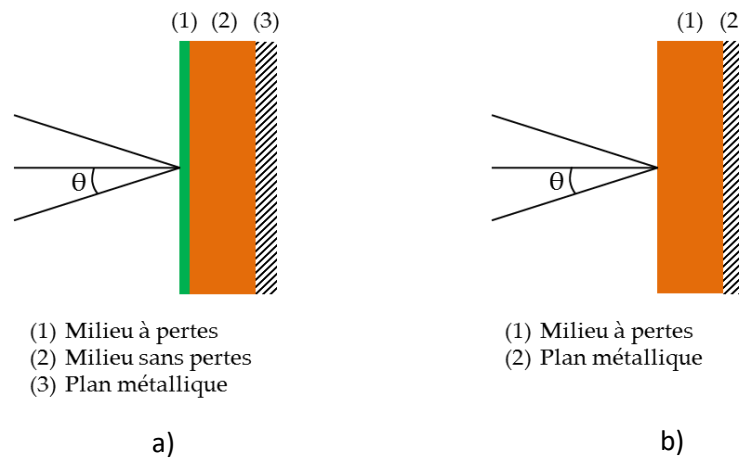 (1) (2) (3)
θ
(1) Milieu à pertes
(2) Milieu sans pertes
(3) Plan métallique
a)
(1) (2
θ
(1) Milieu à pertes
(2) Plan métallique
b)